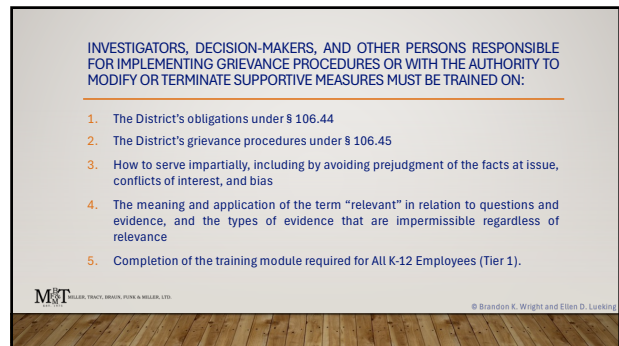 INVESTIGATORS, DECISION-MAKERS, AND OTHER PERSONS RESPONSIBLE
FOR IMPLEMENTING GRIEVANCE PROCEDURES OR WITH THE AUTHORITY TO
MODIFY OR TERMINATE SUPPORTIVE MEASURES MUST BE TRAINED ON:
1. The District's obligations under § 106.44
2. The District's grievance procedures under § 106.45
3. How to serve impartially, including by avoiding prejudgment of the facts at issue,
conflicts of interest, and bias
4. The meaning and application of the term "relevant" in relation to questions and
evidence, and the types of evidence that are impermissible regardless of
relevance
5. Completion of the training module required for All K-12 Employees (Tier 1).
MILLER, TRACY, BRAUN, FUNK & MILLER, LTD.
© Brandon K. Wright and Ellen D. Lueking